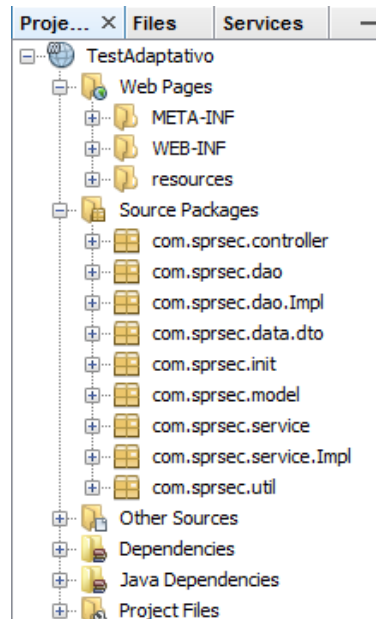 Proje... × Files Services
TestAdaptativo
Web Pages
META-INF
WEB-INF
resources
Source Packages
com.sprsec.controller
com.sprsec.dao
com.sprsec.dao.Impl
com.sprsec.data.dto
com.sprsec.init
com.sprsec.model
com.sprsec.service
com.sprsec.service.Impl
com.sprsec.util
Other Sources
Dependencies
Java Dependencies
Project Files